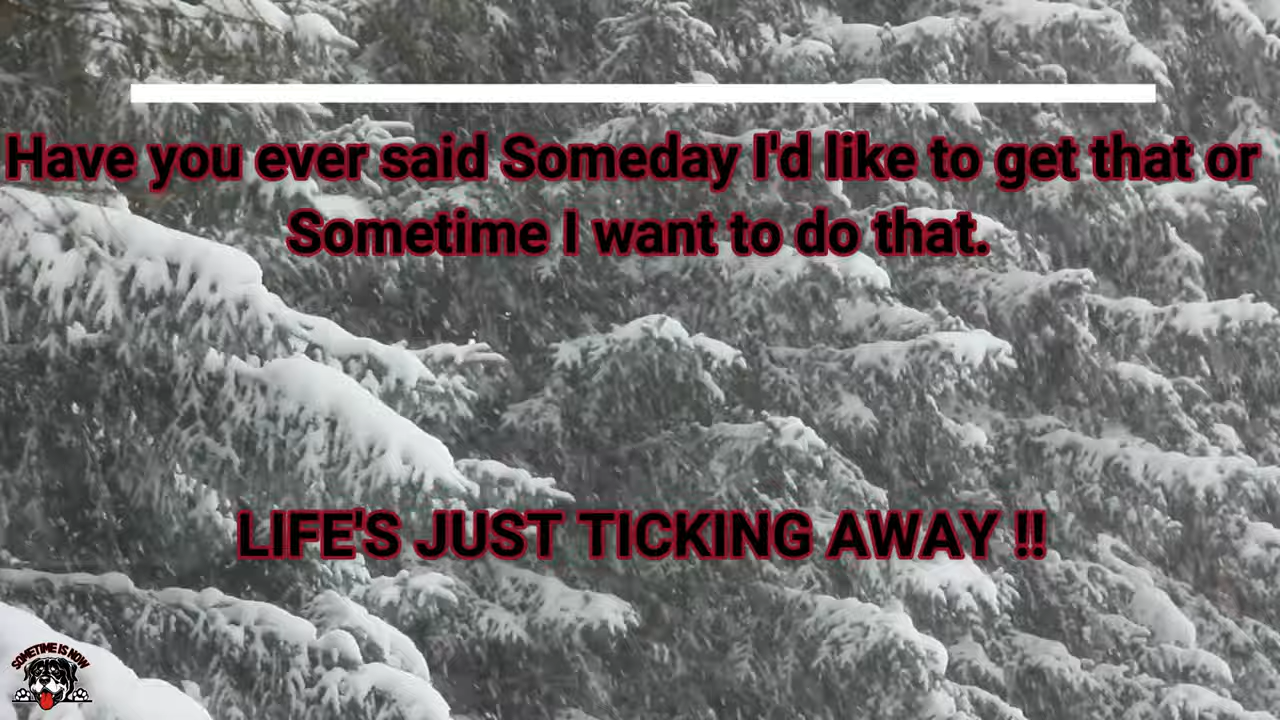 Have you ever said Someday I'd like to get that or
Sometime I want to do that.
LIFE'S JUST TICKING AWAY !!
SOMETIME IS NOW